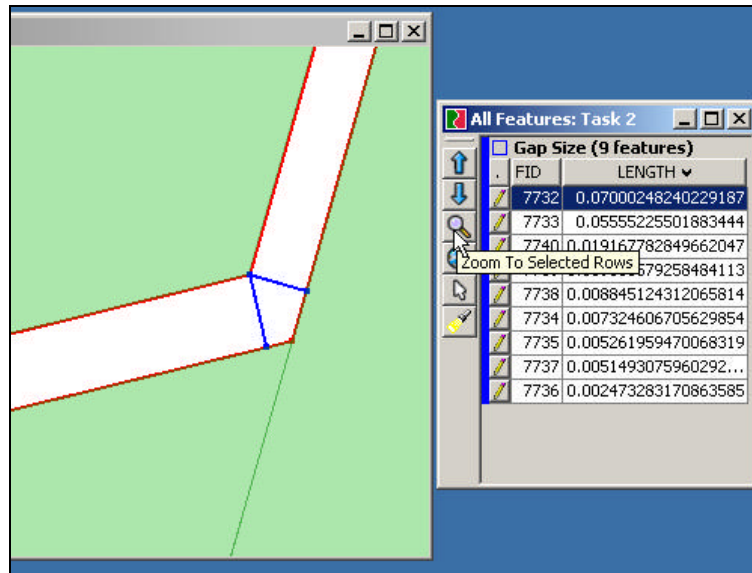 All Features: Task 2
Gap Size (9 features)
. FID LENGTH
7732 0.07000248240229187
7733 0.05555225501883444
7740 0.019167782849662047
Zoom To Selected Rows 579258484113
7738 0.008845124312065814
7734 0.007324606705629854
7735 0.005261959470068319
7737 0.0051493075960292...
7736 0.002473283170863585